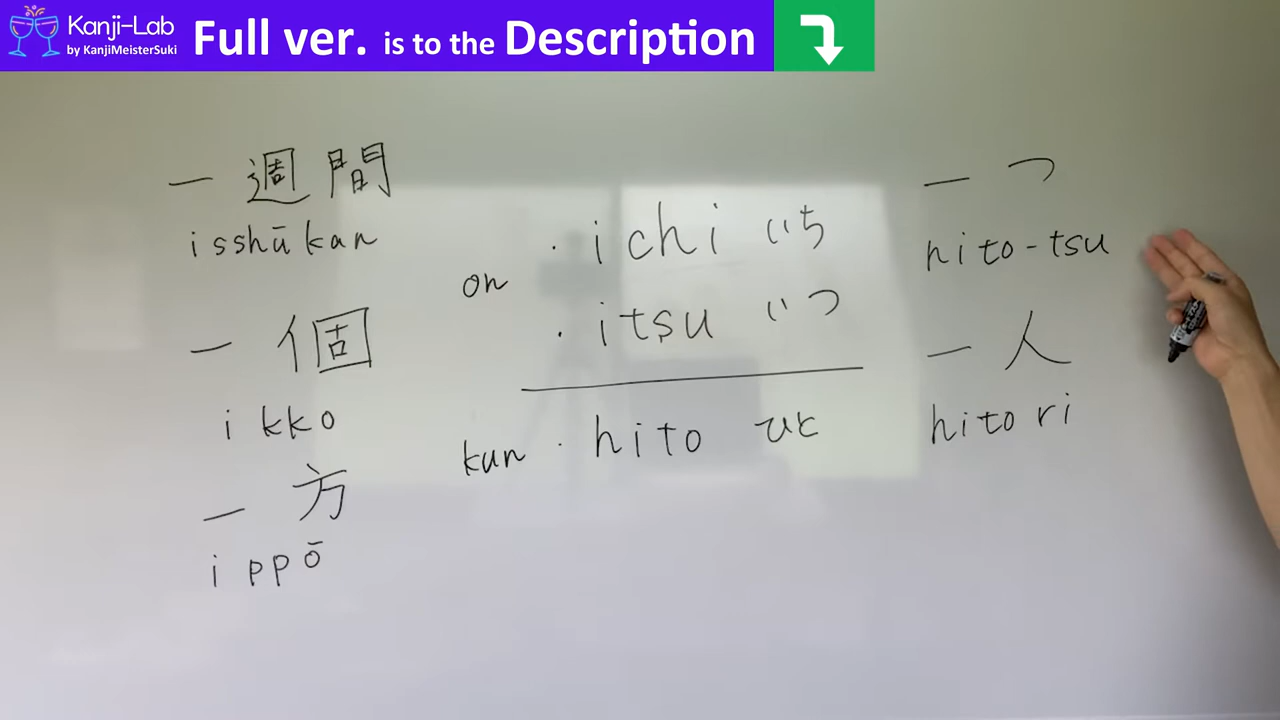 Kanji-Lab
by KanjiMeisterSuki
Full ver. is to the Description
一週間
isshūkan
一個
ikko
一方
ippō
on
・ichi いち
・itsu いつ
kun ・hito ひと
一つ
hito-tsu
一人
hitori